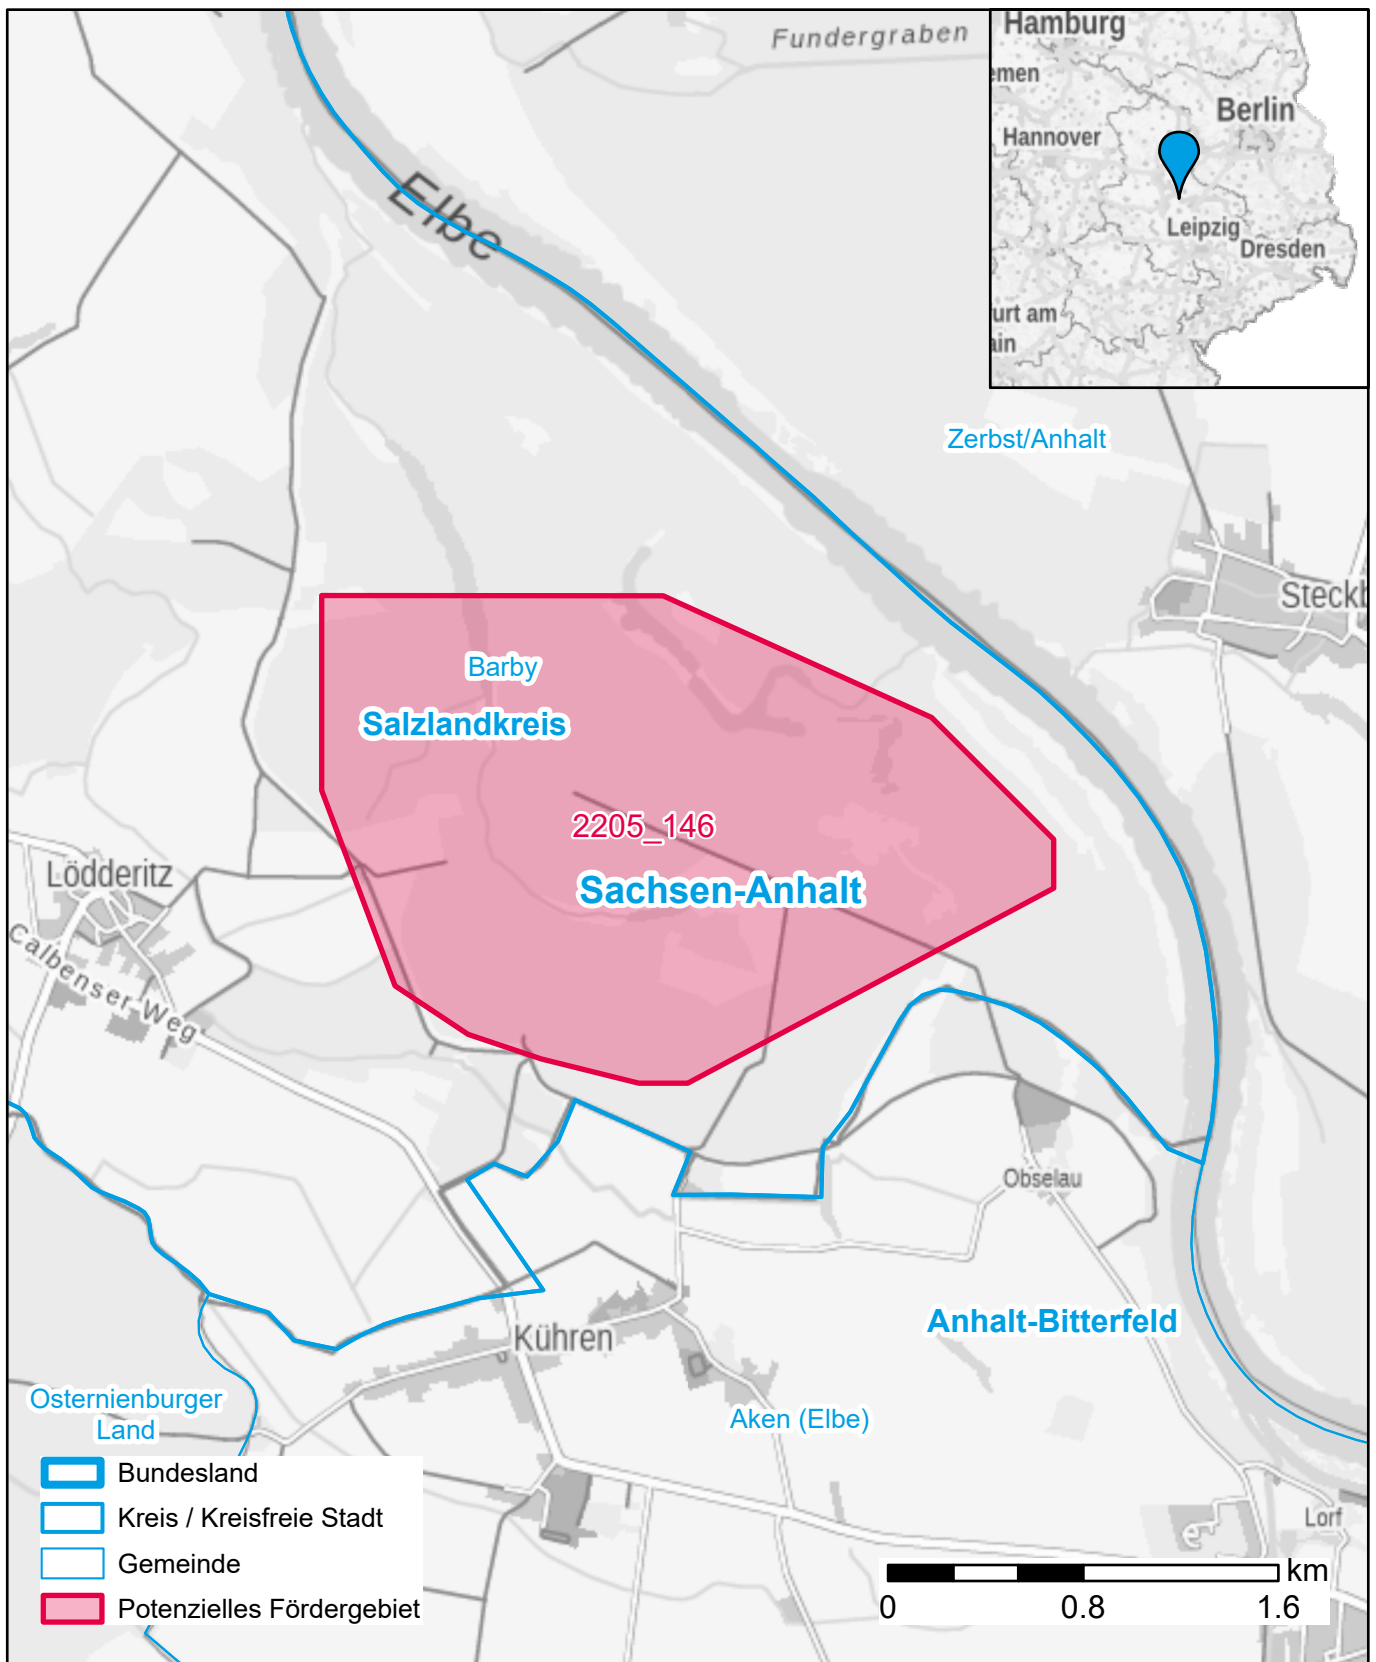 Fundergraben
Hamburg
emen
Berlin
Hannover
Leipzig
Dresden
urt am
ain
Elbe
Zerbst/Anhalt
Steckb
Barby
Salzlandkreis
2205_146
Sachsen-Anhalt
Lödderitz
Calbenser Weg
Obselau
Anhalt-Bitterfeld
Kühren
Osternienburger
Land
Aken (Elbe)
Lorf
Bundesland
Kreis / Kreisfreie Stadt
Gemeinde
Potenzielles Fördergebiet
km
0 0.8 1.6